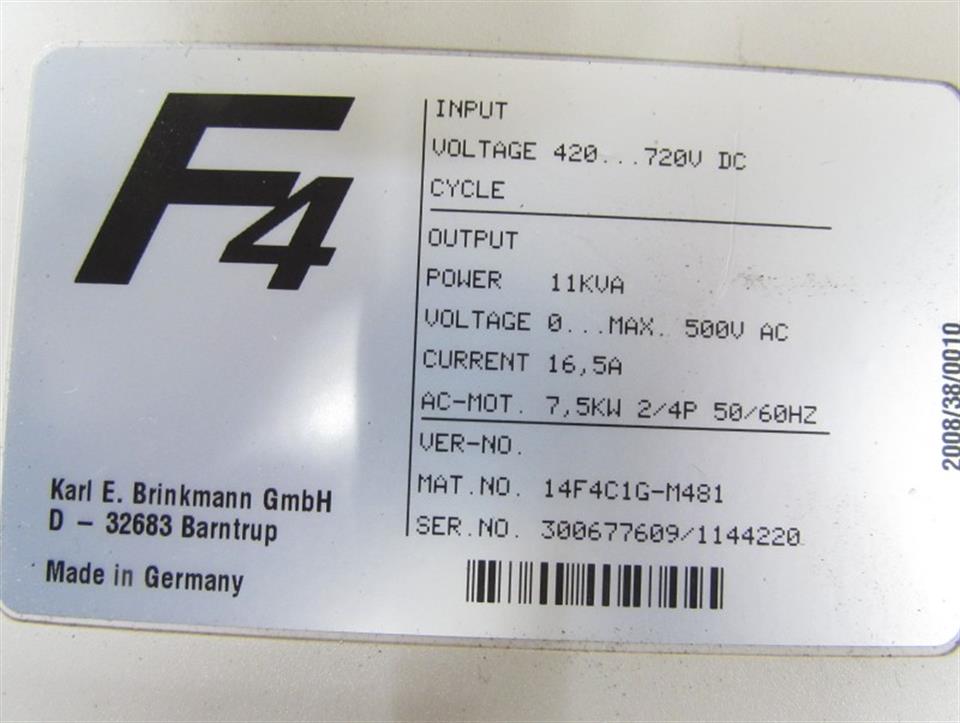 F4
INPUT
VOLTAGE 420...720V DC
CYCLE
OUTPUT
POWER 11KVA
VOLTAGE 0...MAX. 500V AC
CURRENT 16,5A
AC-MOT. 7,5KW 2/4P 50/60HZ
VER-NO.
MAT.NO. 14F4C1G-M481
SER.NO. 300677609/1144220
Karl E. Brinkmann GmbH
D - 32683 Barntrup
Made in Germany
2008/38/0010